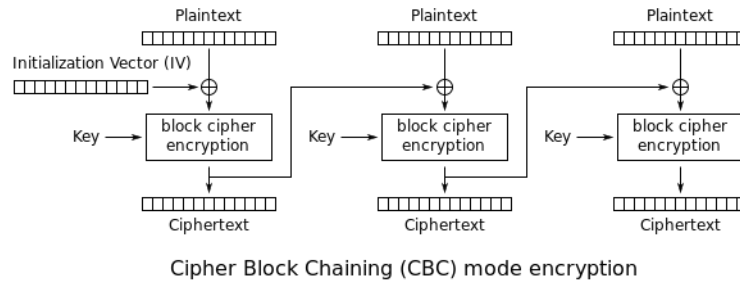 Plaintext Plaintext Plaintext
Initialization Vector (IV)
Key block cipher encryption Key block cipher encryption Key block cipher encryption
Ciphertext Ciphertext Ciphertext
Cipher Block Chaining (CBC) mode encryption